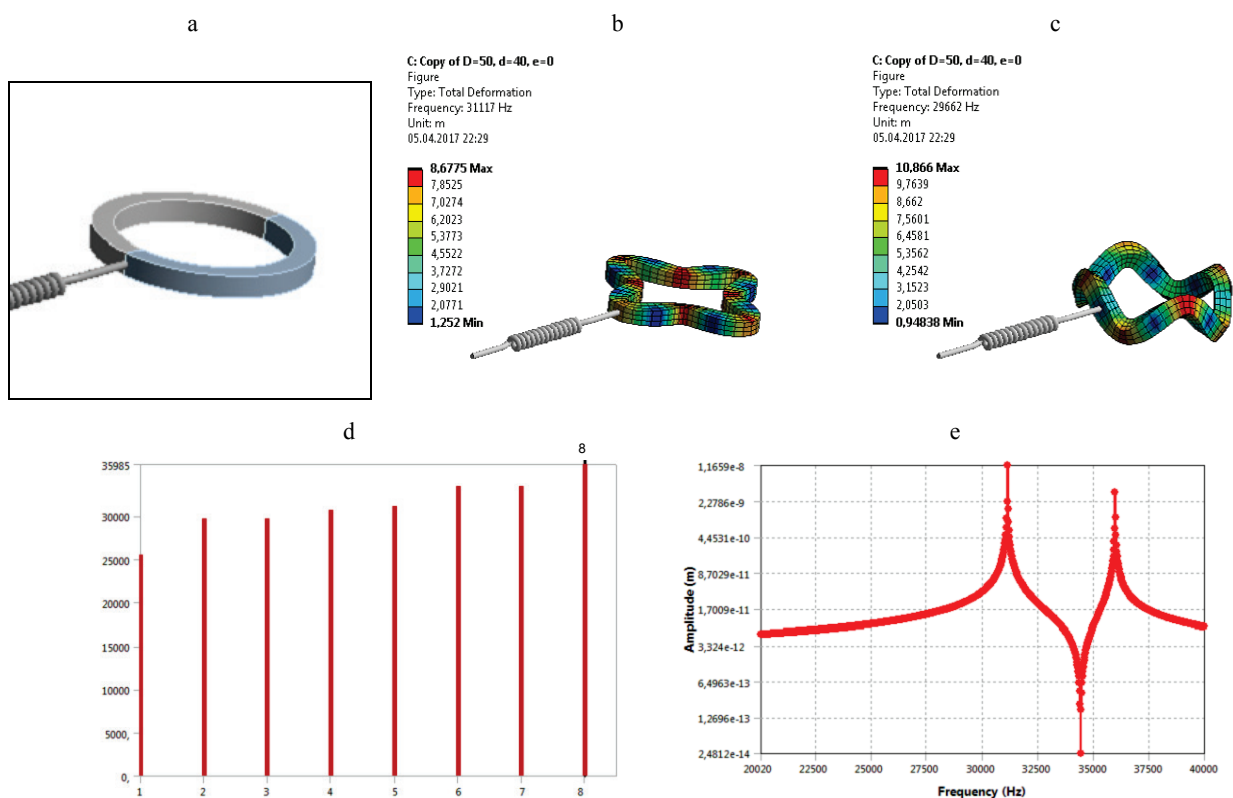 a
b
c
C: Copy of D=50, d=40, e=0
Figure
Type: Total Deformation
Frequency: 31117 Hz
Unit: m
05.04.2017 22:29
8,6775 Max
7,8525
7,0274
6,2023
5,3773
4,5522
3,7272
2,9021
2,0771
1,252 Min
C: Copy of D=50, d=40, e=0
Figure
Type: Total Deformation
Frequency: 29662 Hz
Unit: m
05.04.2017 22:29
10,866 Max
9,7639
8,662
7,5601
6,4581
5,3562
4,2542
3,1523
2,0503
0,94838 Min
d
8
35985
30000
25000
20000
15000
10000
5000,
0,
1 2 3 4 5 6 7 8
e
Amplitude (m)
1,1659e-8
2,2786e-9
4,4531e-10
8,7029e-11
1,7009e-11
3,324e-12
6,4963e-13
1,2696e-13
2,4812e-14
20020 25000 30000 35000 40000
Frequency (Hz)